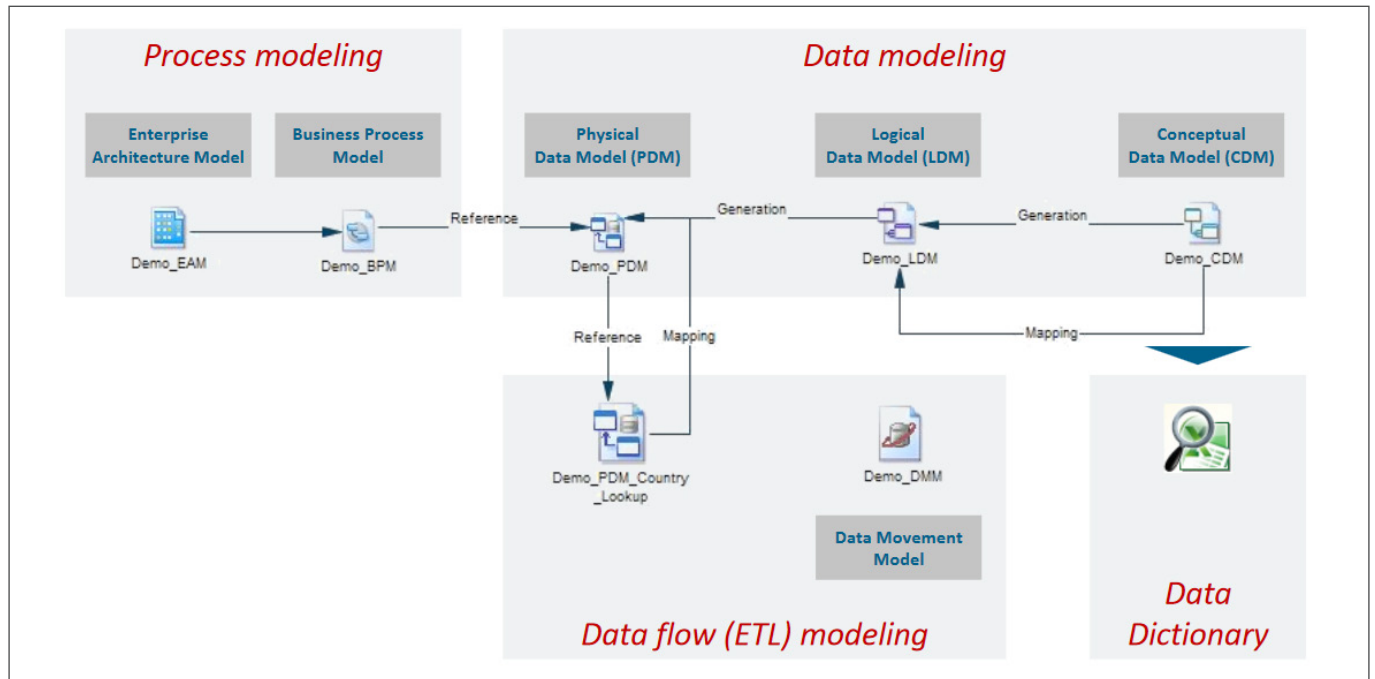 Process modeling
Data modeling
Enterprise
Architecture Model
Business Process
Model
Physical
Data Model (PDM)
Logical
Data Model (LDM)
Conceptual
Data Model (CDM)
Reference
Generation
Generation
Demo_EAM
Demo_BPM
Demo_PDM
Demo_LDM
Demo_CDM
Reference
Mapping
Mapping
Demo_PDM_Country
_Lookup
Demo_DMM
Data Movement
Model
Data flow (ETL) modeling
Data
Dictionary